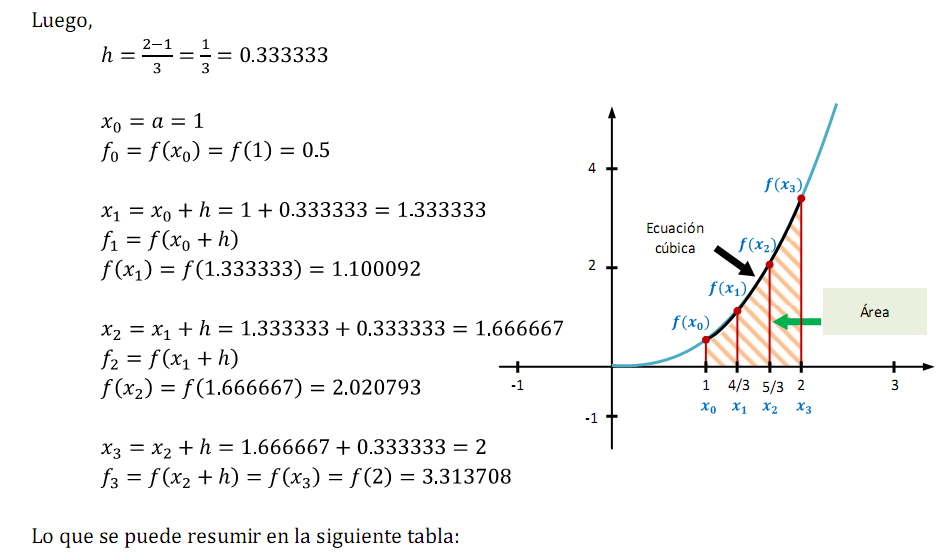 Luego,
h = \frac{2-1}{3} = \frac{1}{3} = 0.333333
x₀ = a = 1
f₀ = f(x₀) = f(1) = 0.5
x₁ = x₀ + h = 1 + 0.333333 = 1.333333
f₁ = f(x₀ + h)
f(x₁) = f(1.333333) = 1.100092
x₂ = x₁ + h = 1.333333 + 0.333333 = 1.666667
f₂ = f(x₁ + h)
f(x₂) = f(1.666667) = 2.020793
x₃ = x₂ + h = 1.666667 + 0.333333 = 2
f₃ = f(x₂ + h) = f(x₃) = f(2) = 3.313708
4
f(x₃)
Ecuación
cúbica
f(x₂)
2
f(x₁)
f(x₀)
Área
-1 1 4/3 5/3 2 3
x₀ x₁ x₂ x₃
-1
Lo que se puede resumir en la siguiente tabla: